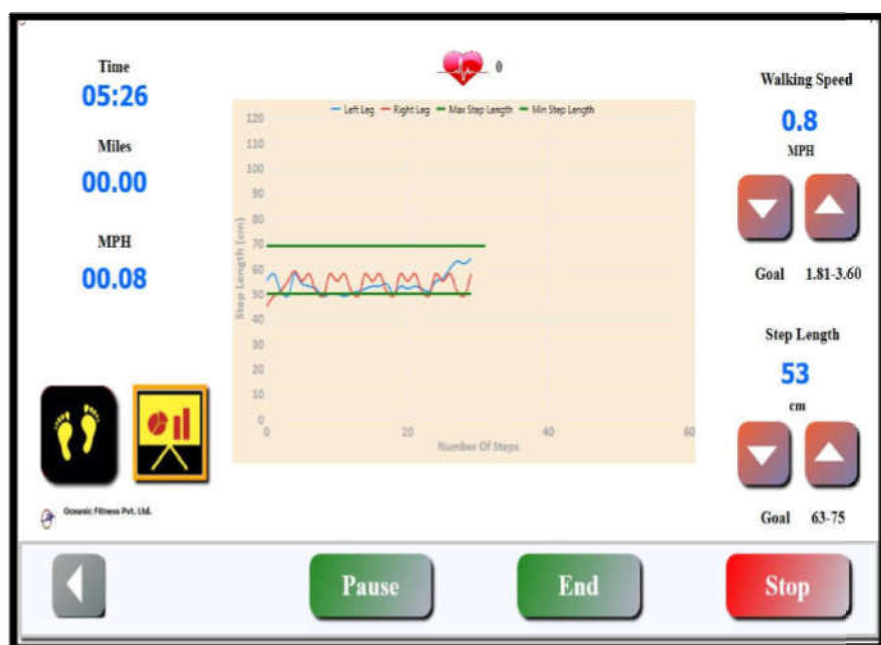 Time
05:26
Miles
00.00
MPH
00.08
0
Left Leg Right Leg Max Step Length Min Step Length
120
110
100
90
80
70
60
50
40
30
20
10
0
Step Length (cm)
0 20 40 60
Number Of Steps
Walking Speed
0.8
MPH
Goal 1.81-3.60
Step Length
53
cm
Goal 63-75
Oceanic Fitness Pvt. Ltd.
Pause End Stop